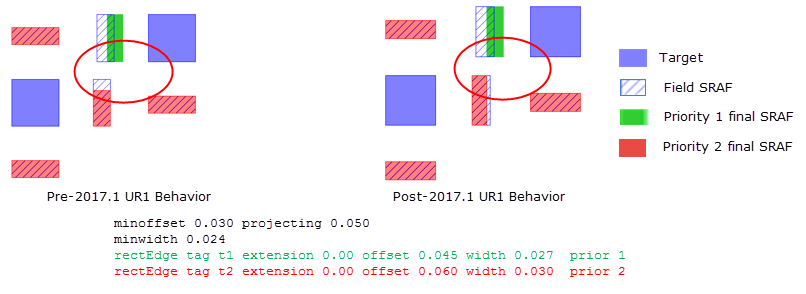 Target
Field SRAF
Priority 1 final SRAF
Priority 2 final SRAF
Pre-2017.1 UR1 Behavior
Post-2017.1 UR1 Behavior
minoffset 0.030 projecting 0.050
minwidth 0.024
rectEdge tag t1 extension 0.00 offset 0.045 width 0.027  prior 1
rectEdge tag t2 extension 0.00 offset 0.060 width 0.030  prior 2